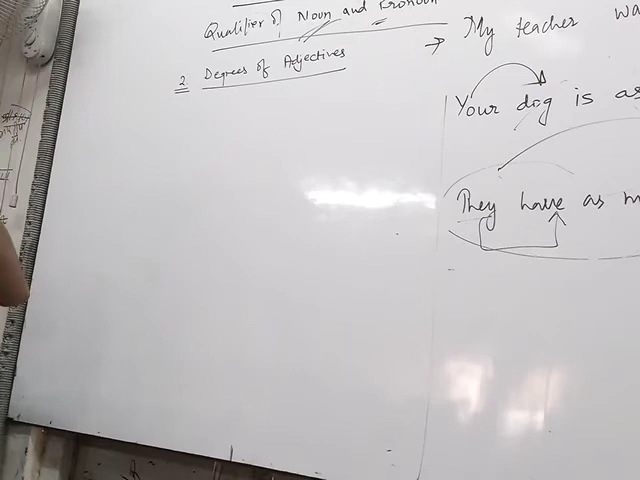 Qualifier of Noun and Pronoun
2. Degrees of Adjectives
→ My teacher wa
Your dog is as
They have as m